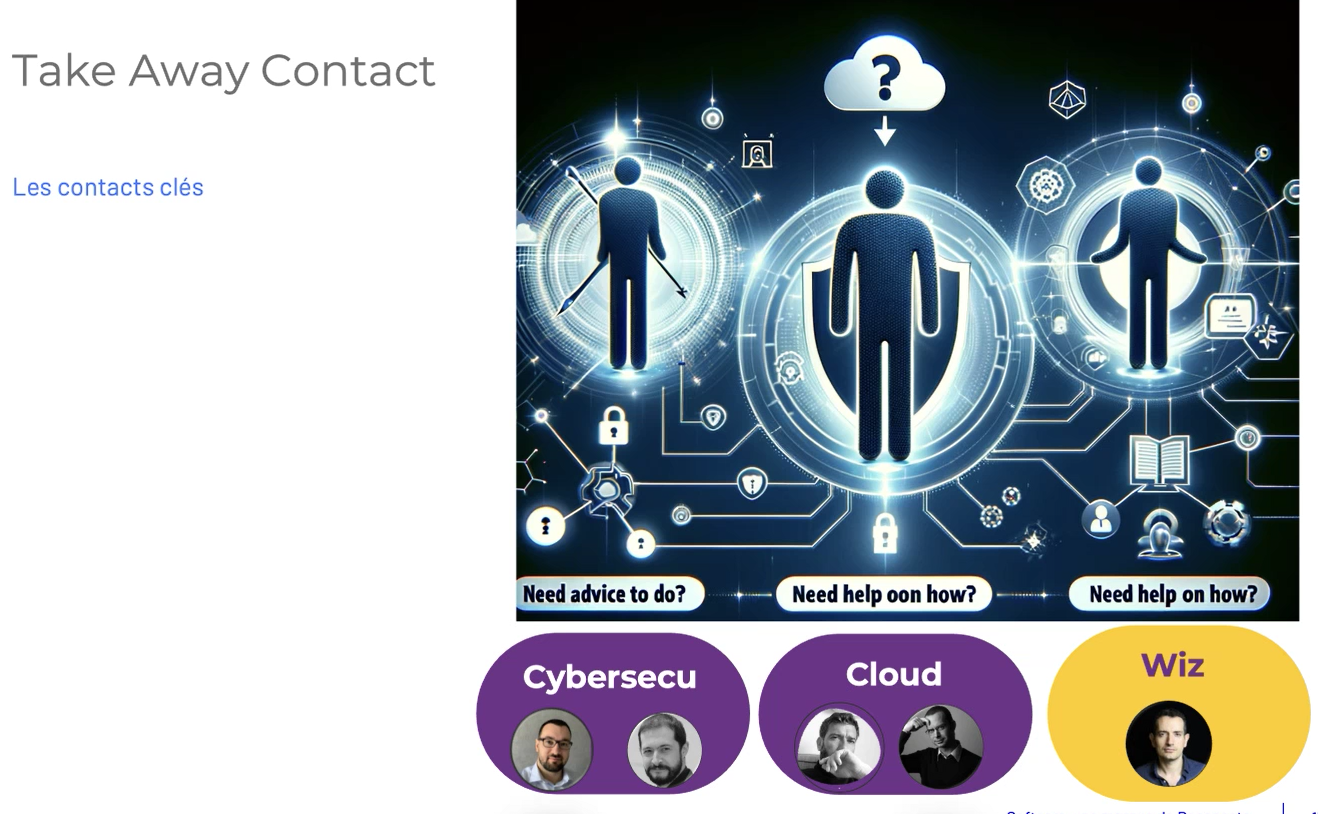 Take Away Contact
Les contacts clés
?
Need advice to do?
Need help oon how?
Need help on how?
Cybersecu
Cloud
Wiz